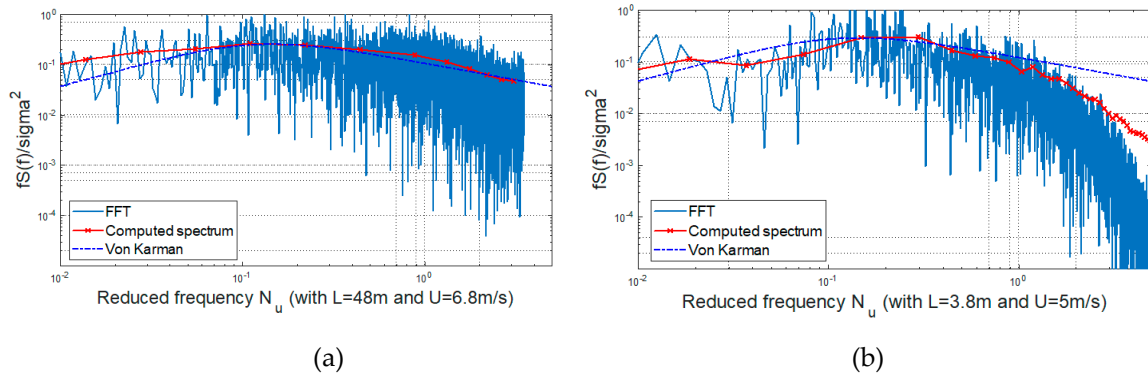 10^0
10^-1
10^-2
10^-3
10^-4
fS(f)/sigma^2
FFT
Computed spectrum
Von Karman
10^-2 10^-1 10^0
Reduced frequency N_u (with L=48m and U=6.8m/s)
(a)
10^0
10^-1
10^-2
10^-3
10^-4
fS(f)/sigma^2
FFT
Computed spectrum
Von Karman
10^-2 10^-1 10^0
Reduced frequency N_u (with L=3.8m and U=5m/s)
(b)